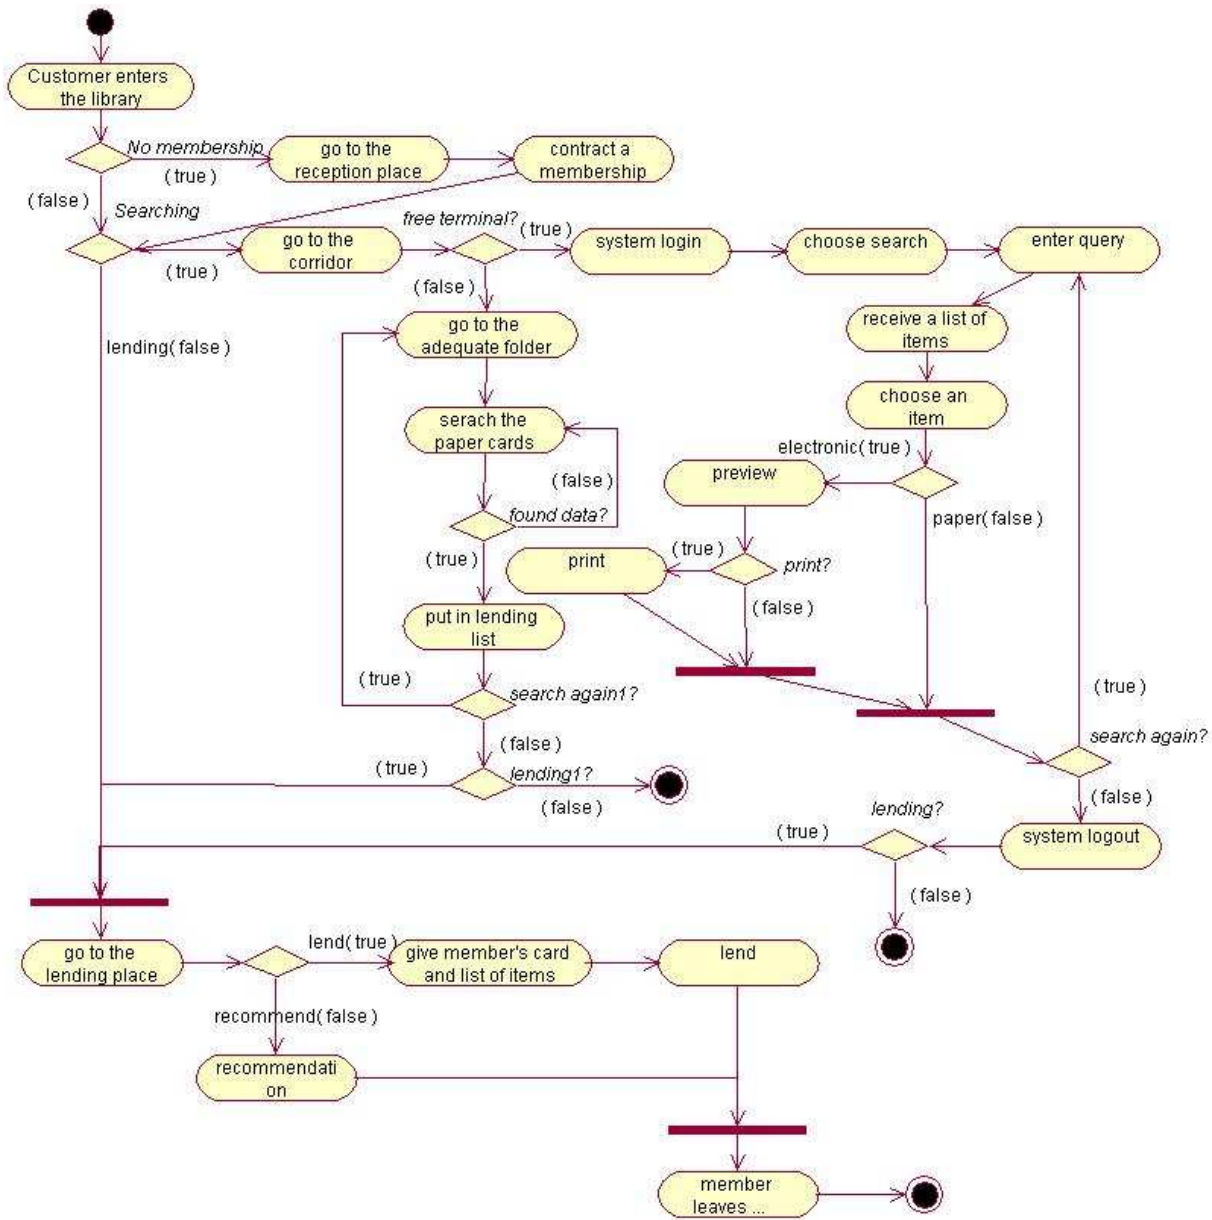 Customer enters
the library
No membership
(true)
go to the
reception place
contract a
membership
(false)
Searching
(true)
go to the
corridor
free terminal?
(true)
system login
choose search
enter query
(false)
lending(false)
go to the
adequate folder
receive a list of
items
choose an
item
serach the
paper cards
(false)
electronic(true)
preview
found data?
paper(false)
(true)
print
(true)
print?
(false)
put in lending
list
(true)
search again1?
(true)
search again?
(false)
(true)
lending1?
(false)
(false)
lending?
(true)
system logout
(false)
go to the
lending place
lend(true)
give member's card
and list of items
lend
recommend(false)
recommendati
on
member
leaves ...